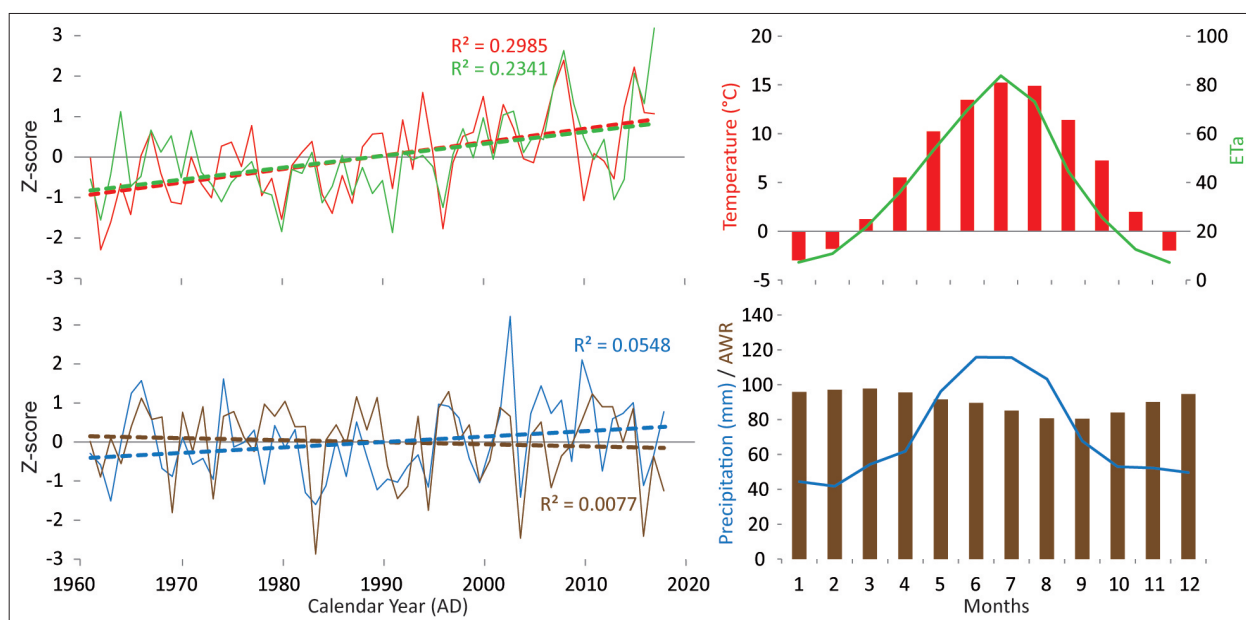 3
2
1
0
-1
-2
-3
Z-score
R² = 0.2985
R² = 0.2341
20
15
10
5
0
-5
Temperature (°C)
100
80
60
40
20
0
ETa
3
2
1
0
-1
-2
-3
Z-score
R² = 0.0548
R² = 0.0077
1960 1970 1980 1990 2000 2010 2020
Calendar Year (AD)
140
120
100
80
60
40
20
0
Precipitation (mm) / AWR
1 2 3 4 5 6 7 8 9 10 11 12
Months